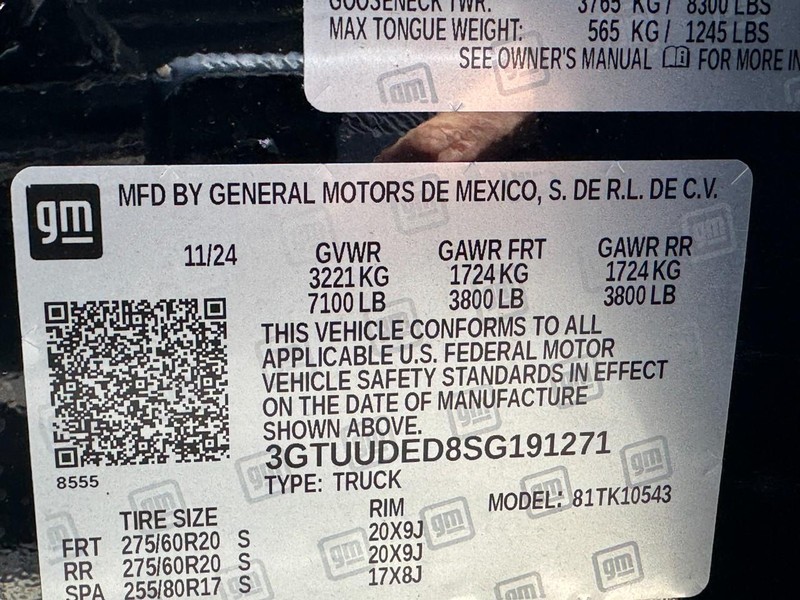 GOOSENECK TWR: 3765 KG / 8300 LBS
MAX TONGUE WEIGHT: 565 KG / 1245 LBS
SEE OWNER'S MANUAL FOR MORE IN
gm MFD BY GENERAL MOTORS DE MEXICO, S. DE R.L. DE C.V.
11/24 GVWR GAWR FRT GAWR RR
3221 KG 1724 KG 1724 KG
7100 LB 3800 LB 3800 LB
THIS VEHICLE CONFORMS TO ALL
APPLICABLE U.S. FEDERAL MOTOR
VEHICLE SAFETY STANDARDS IN EFFECT
ON THE DATE OF MANUFACTURE
SHOWN ABOVE.
3GTUUDED8SG191271
8555
TYPE: TRUCK MODEL: 81TK10543
TIRE SIZE RIM
FRT 275/60R20 S 20X9J
RR 275/60R20 S 20X9J
SPA 255/80R17 S 17X8J